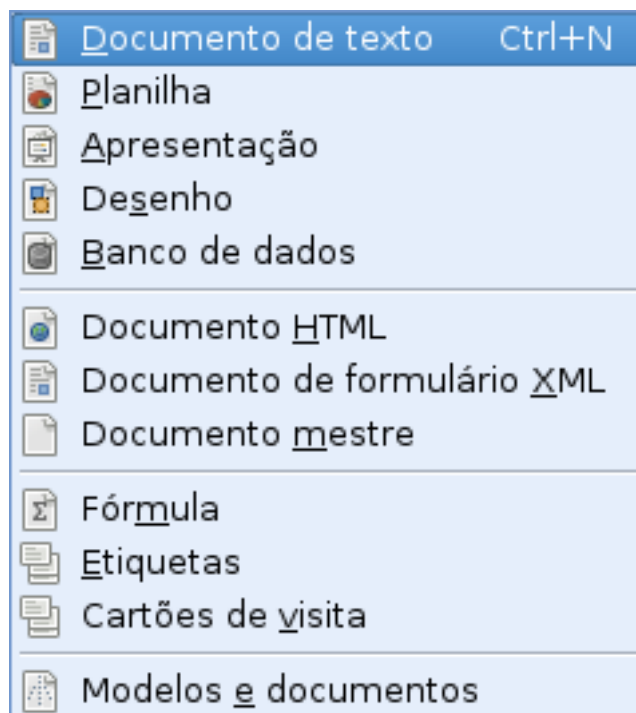 Documento de texto Ctrl+N
Planilha
Apresentação
Desenho
Banco de dados
Documento HTML
Documento de formulário XML
Documento mestre
Fórmula
Etiquetas
Cartões de visita
Modelos e documentos